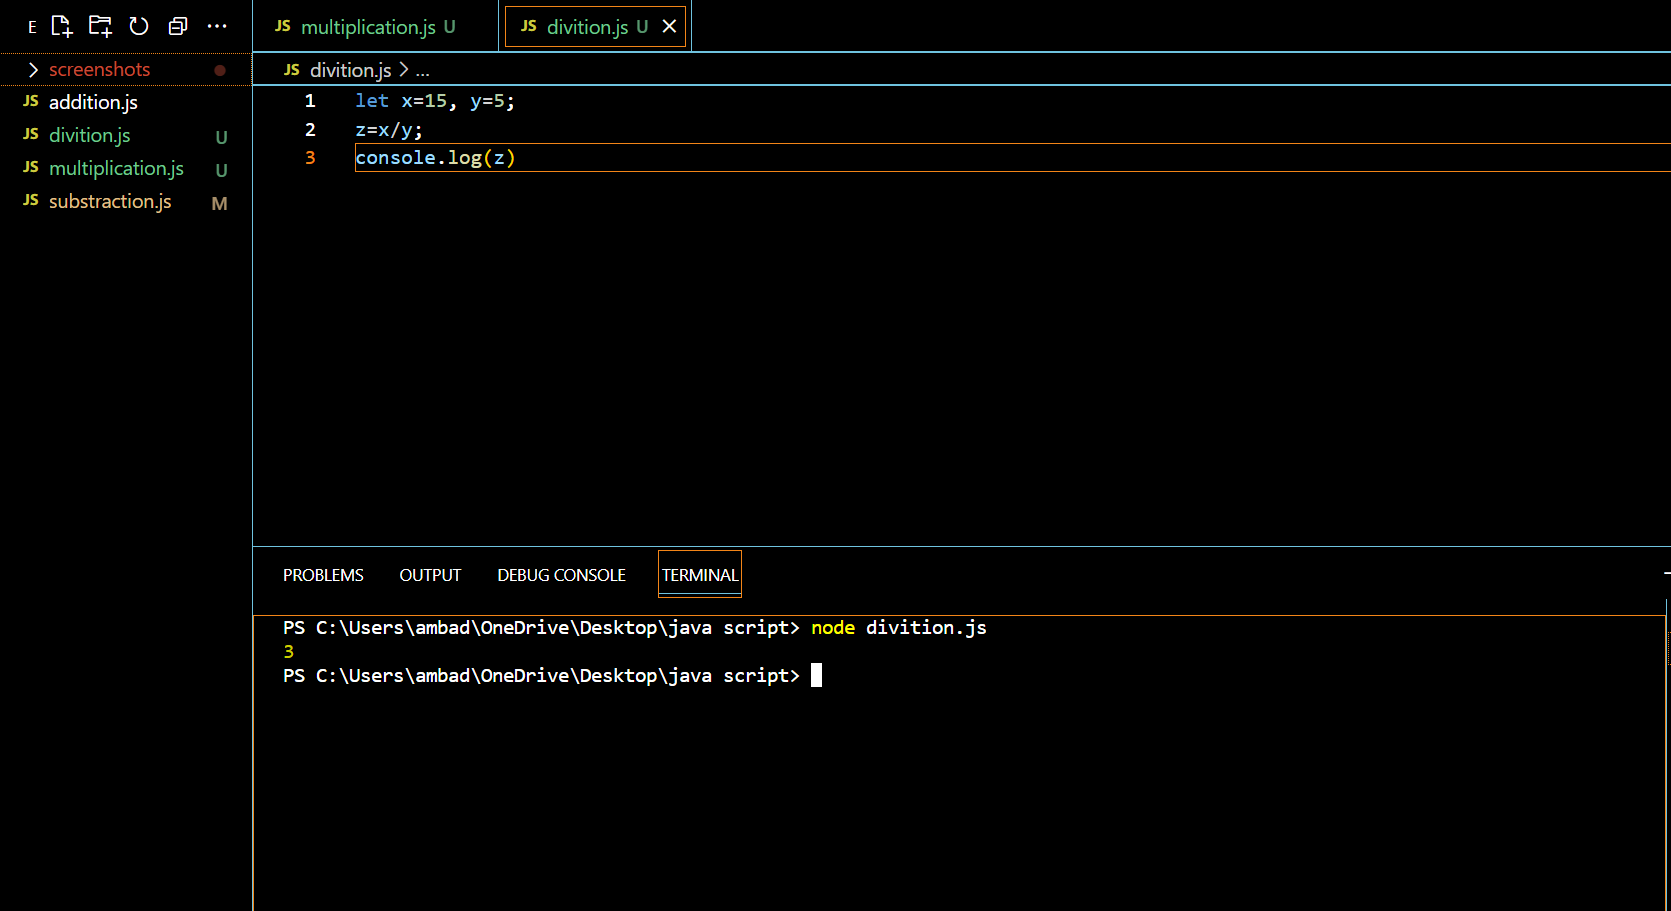 E
JS multiplication.js U
JS divition.js U
screenshots
JS addition.js
JS divition.js U
JS multiplication.js U
JS substraction.js M
JS divition.js > ...
1 let x=15, y=5;
2 z=x/y;
3 console.log(z)
PROBLEMS OUTPUT DEBUG CONSOLE TERMINAL
PS C:\Users\ambad\OneDrive\Desktop\java script> node divition.js
3
PS C:\Users\ambad\OneDrive\Desktop\java script>